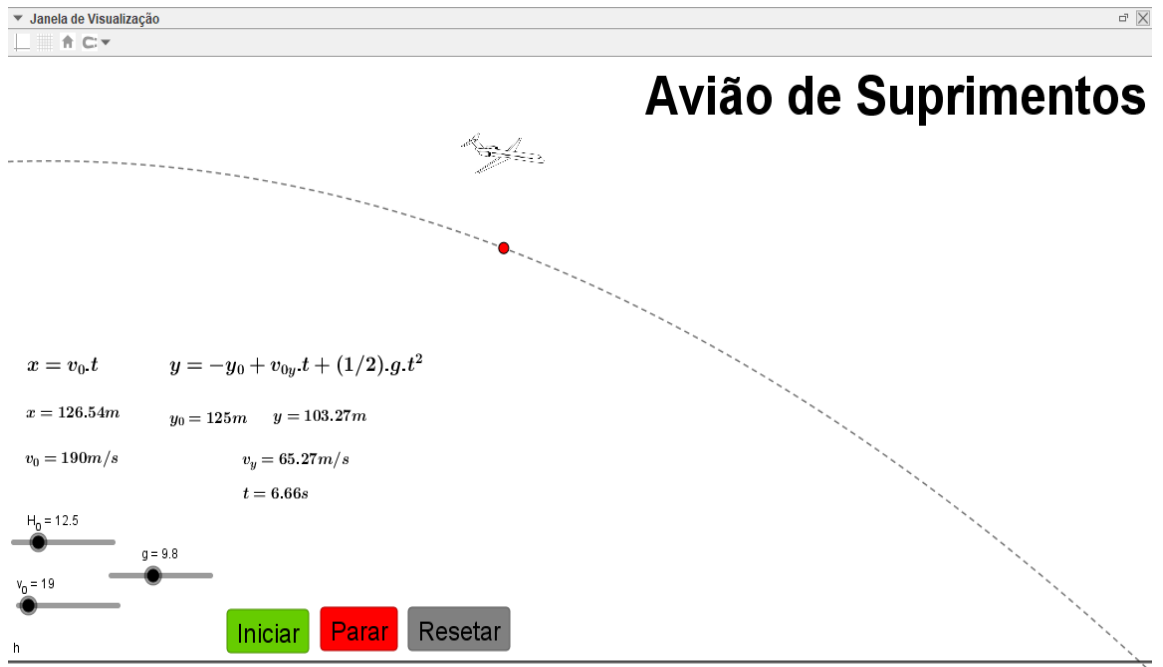 Janela de Visualização
Avião de Suprimentos
x = v₀.t
y = −y₀ + v₀y.t + (1/2).g.t²
x = 126.54m
y₀ = 125m
y = 103.27m
v₀ = 190m/s
v_y = 65.27m/s
t = 6.66s
H₀ = 12.5
g = 9.8
v₀ = 19
Iniciar
Parar
Resetar
h